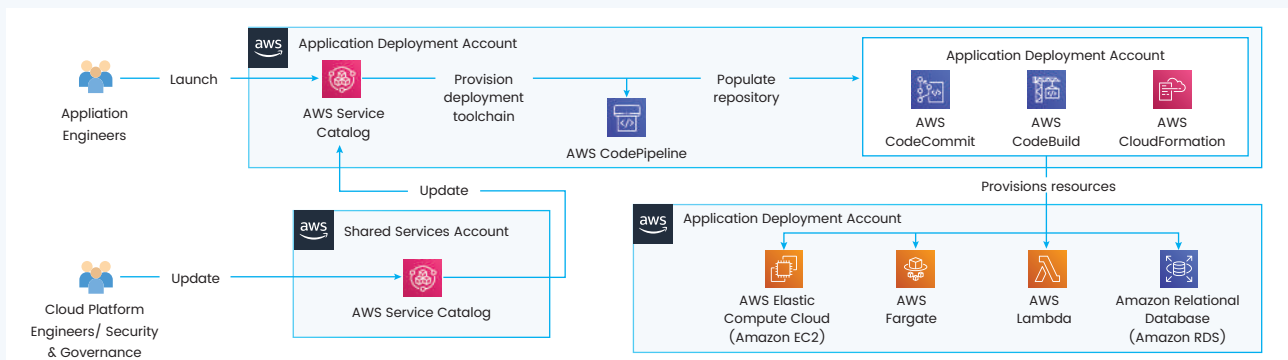 aws
Application Deployment Account
Launch
Appliation
Engineers
AWS Service
Catalog
Provision
deployment
toolchain
AWS CodePipeline
Populate
repository
Application Deployment Account
AWS
CodeCommit
AWS
CodeBuild
AWS
CloudFormation
Update
Provisions resources
aws
Shared Services Account
Update
AWS Service Catalog
Cloud Platform
Engineers/ Security
& Governance
aws
Application Deployment Account
AWS Elastic
Compute Cloud
(Amazon EC2)
AWS
Fargate
AWS
Lambda
Amazon Relational
Database
(Amazon RDS)